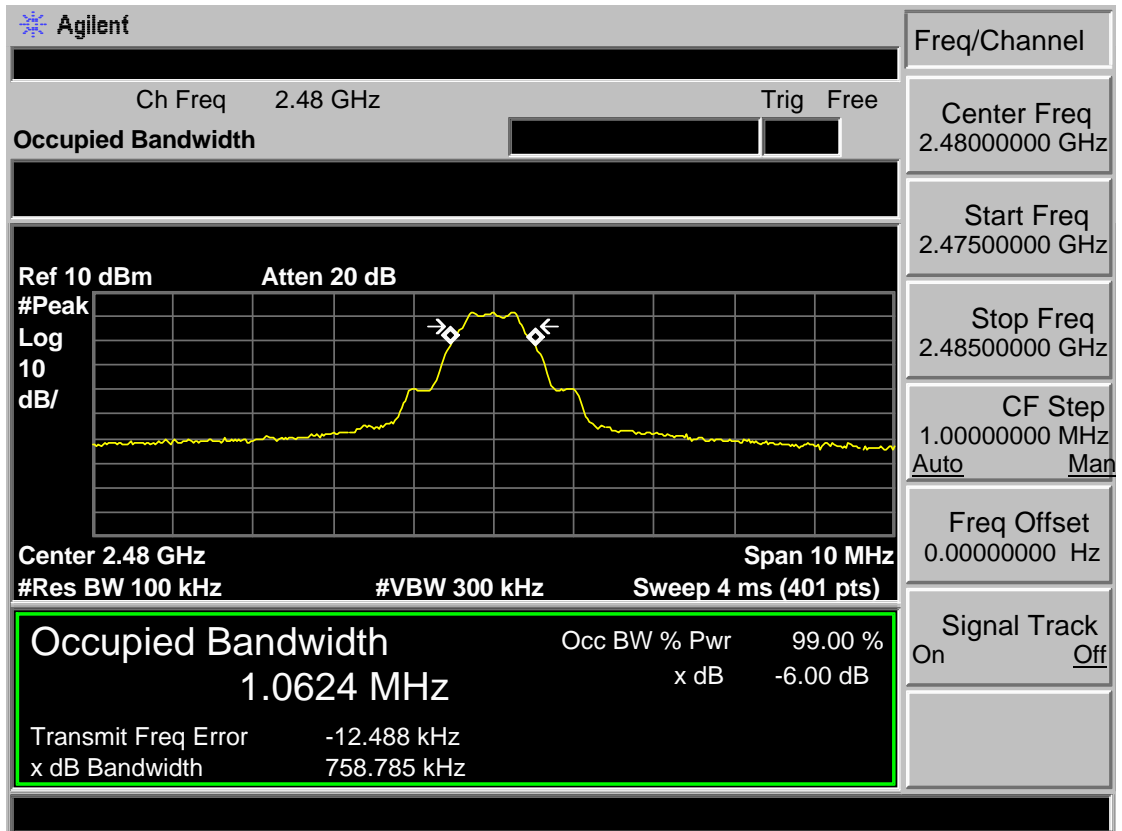 Agilent
Freq/Channel
Ch Freq 2.48 GHz Trig Free
Occupied Bandwidth
Center Freq
2.48000000 GHz
Start Freq
2.47500000 GHz
Ref 10 dBm Atten 20 dB
#Peak
Log
10
dB/
Stop Freq
2.48500000 GHz
CF Step
1.00000000 MHz
Auto Man
Freq Offset
0.00000000 Hz
Center 2.48 GHz Span 10 MHz
#Res BW 100 kHz #VBW 300 kHz Sweep 4 ms (401 pts)
Signal Track
On Off
Occupied Bandwidth
1.0624 MHz
Occ BW % Pwr 99.00 %
x dB -6.00 dB
Transmit Freq Error -12.488 kHz
x dB Bandwidth 758.785 kHz